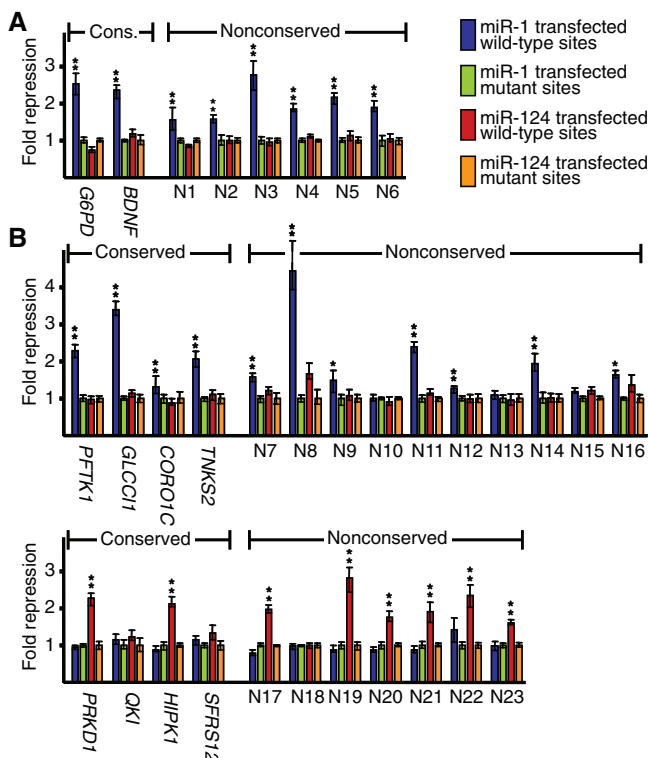 A
Cons.
Nonconserved
miR-1 transfected
wild-type sites
miR-1 transfected
mutant sites
miR-124 transfected
wild-type sites
miR-124 transfected
mutant sites
Fold repression
3
2
1
** ** ** ** ** ** ** **
G6PD BDNF N1 N2 N3 N4 N5 N6
B
Conserved
Nonconserved
Fold repression
4
3
2
1
** ** ** ** ** ** * ** ** ** *
PFTK1 GLCCI1 CORO1C TNKS2 N7 N8 N9 N10 N11 N12 N13 N14 N15 N16
Conserved
Nonconserved
Fold repression
3
2
1
** ** ** ** ** ** ** **
PRKD1 QKI HIPK1 SFRS12 N17 N18 N19 N20 N21 N22 N23